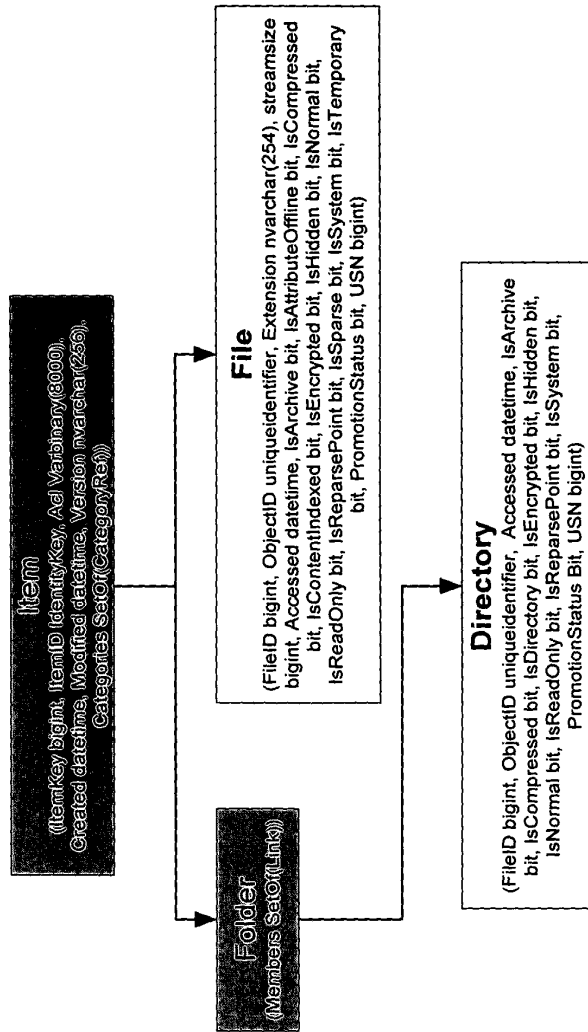 Item
(ItemKey bigint, ItemID IdentityKey, Acl Varbinary(8000),
Created datetime, Modified datetime, Version nvarchar(256),
Categories SetOf(CategoryRef))
Folder
(Members SetOf(Link))
File
(FileID bigint, ObjectID uniqueidentifier, Extension nvarchar(254), streamsize
bigint, Accessed datetime, IsArchive bit, IsAttributeOffline bit, IsCompressed
bit, IsContentIndexed bit, IsEncrypted bit, IsHidden bit, IsNormal bit,
IsReadOnly bit, IsReparsePoint bit, IsSparse bit, IsSystem bit, IsTemporary
bit, PromotionStatus bit, USN bigint)
Directory
(FileID bigint, ObjectID uniqueidentifier, Accessed datetime, IsArchive
bit, IsCompressed bit, IsDirectory bit, IsEncrypted bit, IsHidden bit,
IsNormal bit, IsReadOnly bit, IsReparsePoint bit, IsSystem bit,
PromotionStatus Bit, USN bigint)